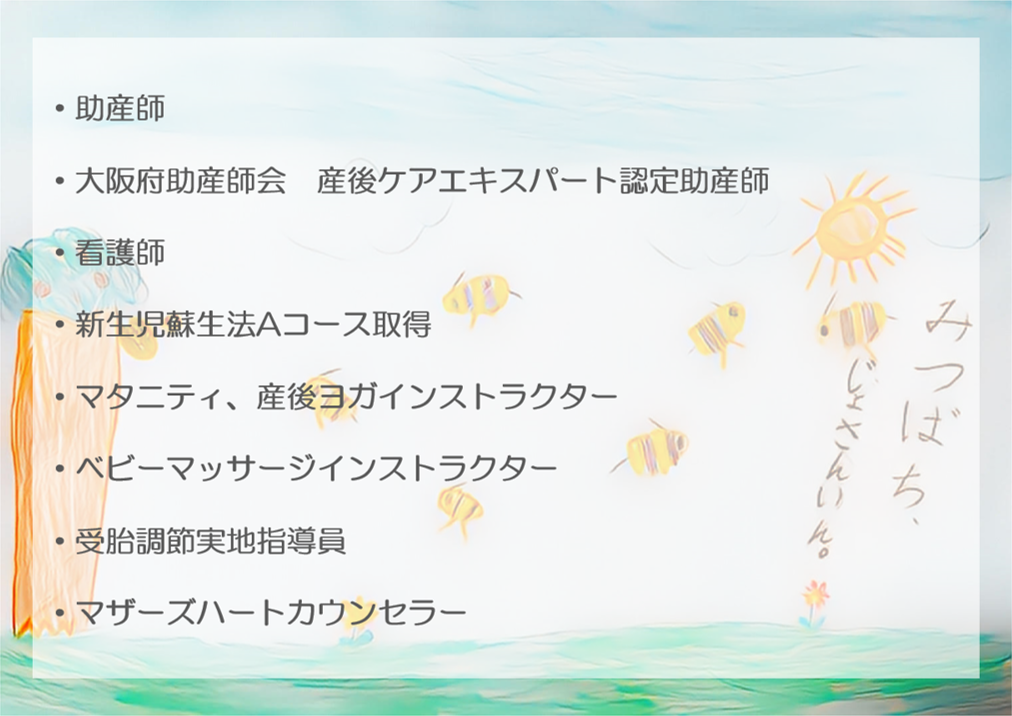 ・助産師
・大阪府助産師会　産後ケアエキスパート認定助産師
・看護師
・新生児蘇生法Aコース取得
・マタニティ、産後ヨガインストラクター
・ベビーマッサージインストラクター
・受胎調節実地指導員
・マザーズハートカウンセラー
みつばち、
じょさんいん。